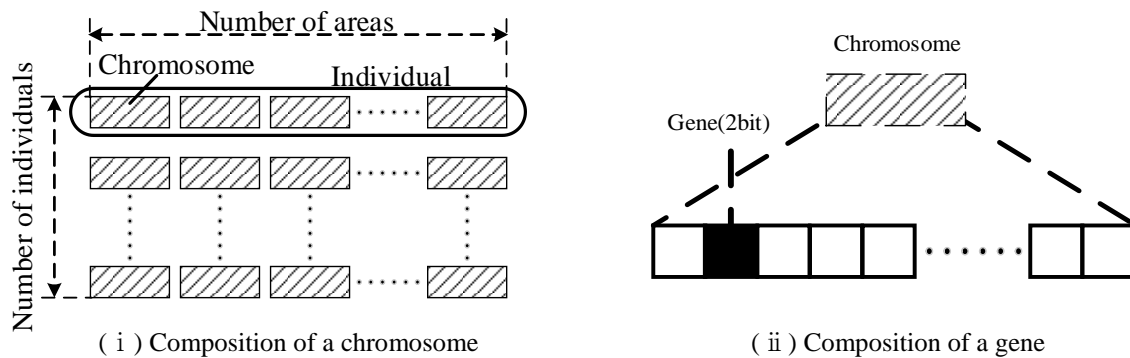 Number of areas
Chromosome
Individual
Number of individuals
(ⅰ) Composition of a chromosome
Chromosome
Gene(2bit)
(ⅱ) Composition of a gene